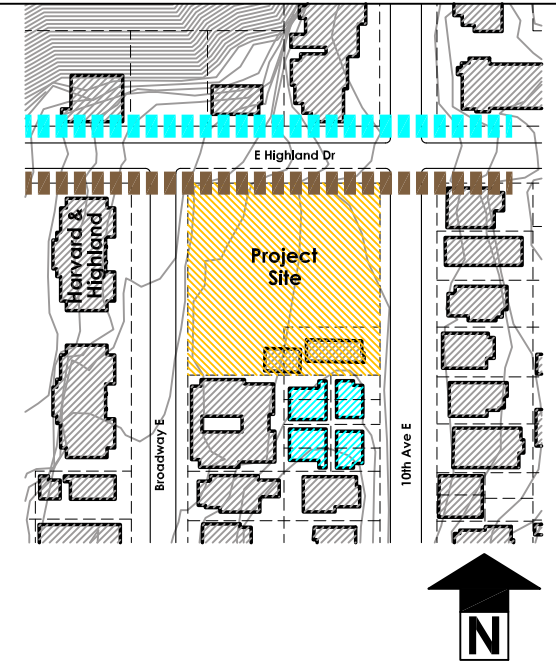 E Highland Dr
Harvard &
Highland
Project
Site
Broadway E
10th Ave E
N